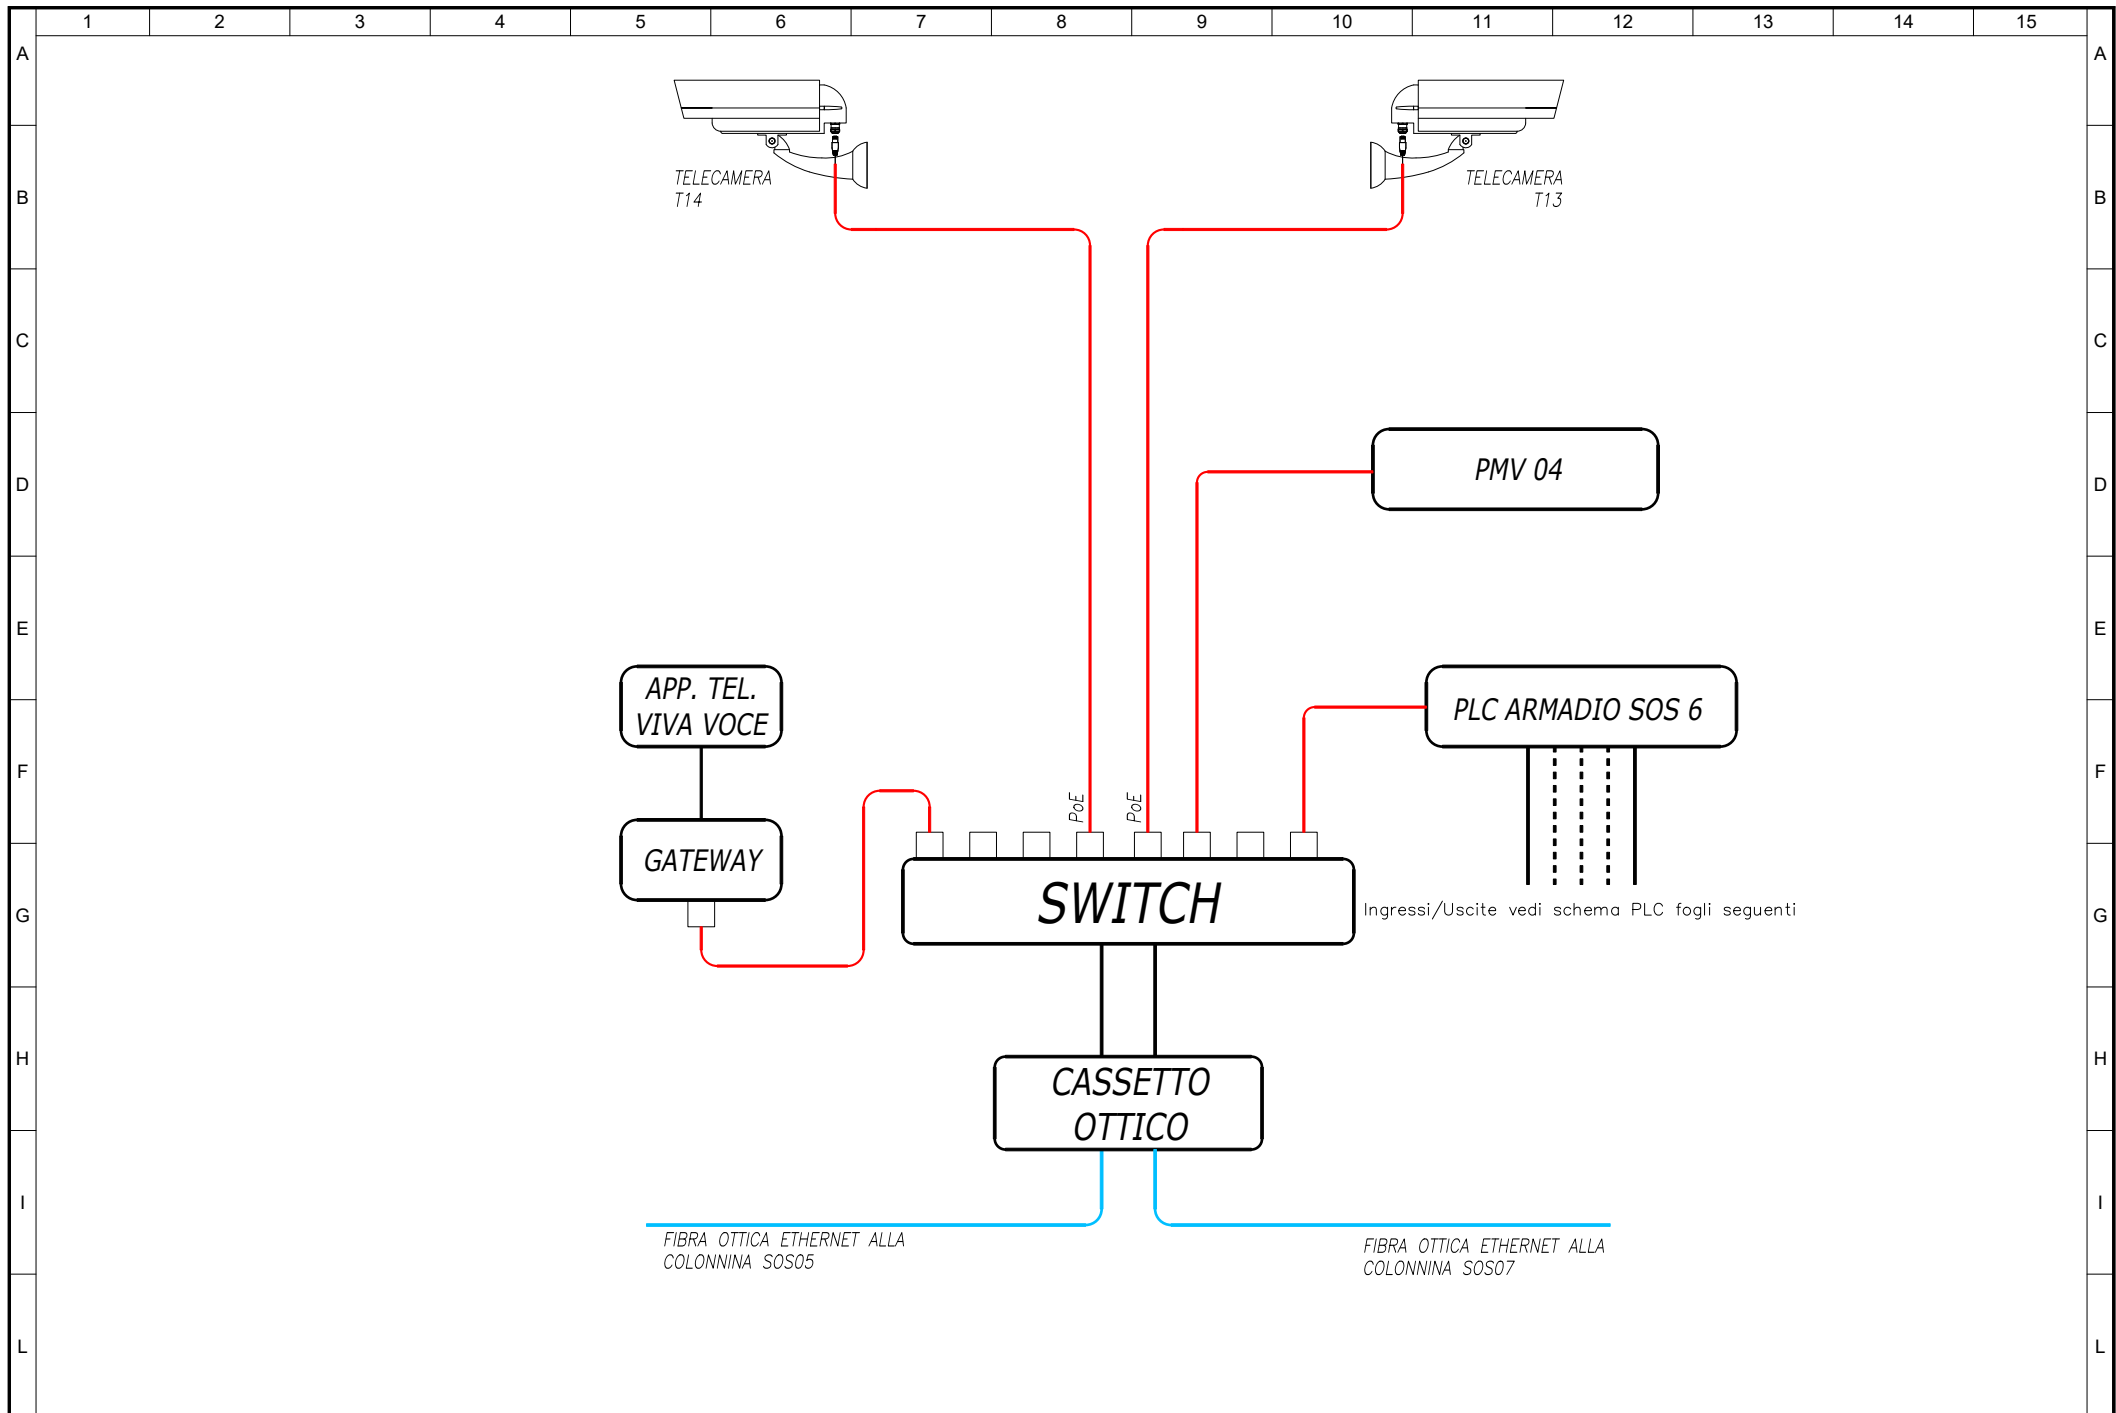 1 2 3 4 5 6 7 8 9 10 11 12 13 14 15
A A
TELECAMERA
T14
TELECAMERA
T13
B B
C C
PMV 04
D D
E E
APP. TEL.
VIVA VOCE
PLC ARMADIO SOS 6
F F
PoE PoE
GATEWAY
SWITCH
Ingressi/Uscite vedi schema PLC fogli seguenti
G G
H H
CASSETTO
OTTICO
I I
FIBRA OTTICA ETHERNET ALLA
COLONNINA SOS05
FIBRA OTTICA ETHERNET ALLA
COLONNINA SOS07
L L